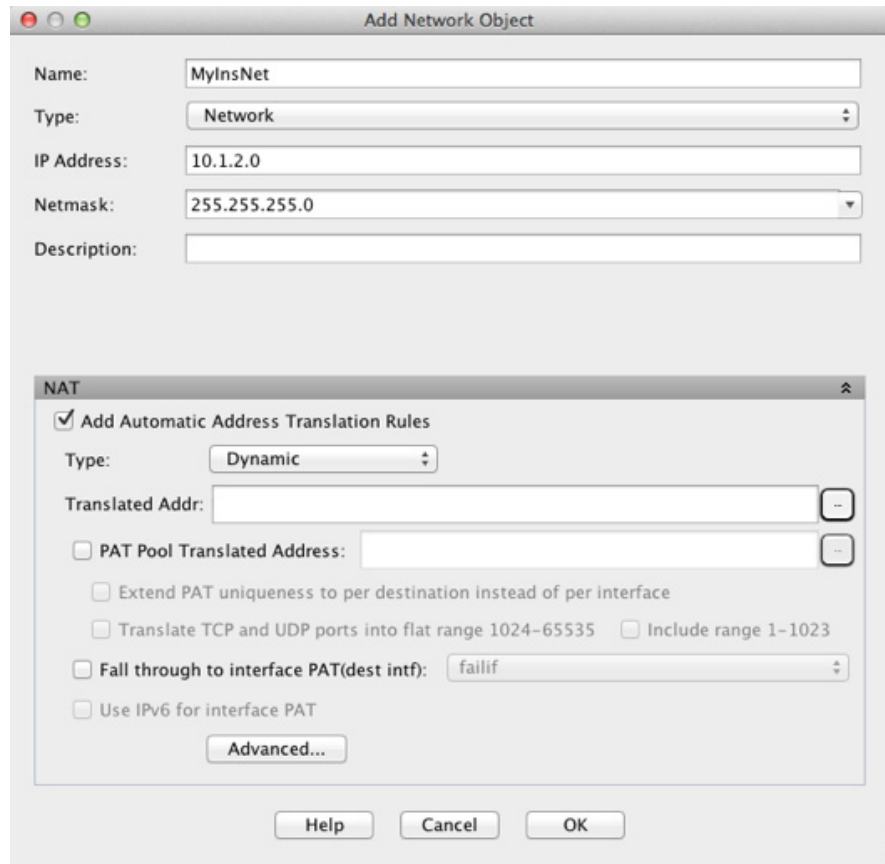 Add Network Object
Name: MyInsNet
Type: Network
IP Address: 10.1.2.0
Netmask: 255.255.255.0
Description:
NAT
Add Automatic Address Translation Rules
Type: Dynamic
Translated Addr: ...
PAT Pool Translated Address: ...
Extend PAT uniqueness to per destination instead of per interface
Translate TCP and UDP ports into flat range 1024-65535 Include range 1-1023
Fall through to interface PAT(dest intf): failif
Use IPv6 for interface PAT
Advanced...
Help Cancel OK